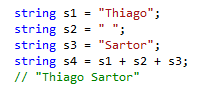 string s1 = "Thiago";
string s2 = " ";
string s3 = "Sartor";
string s4 = s1 + s2 + s3;
// "Thiago Sartor"